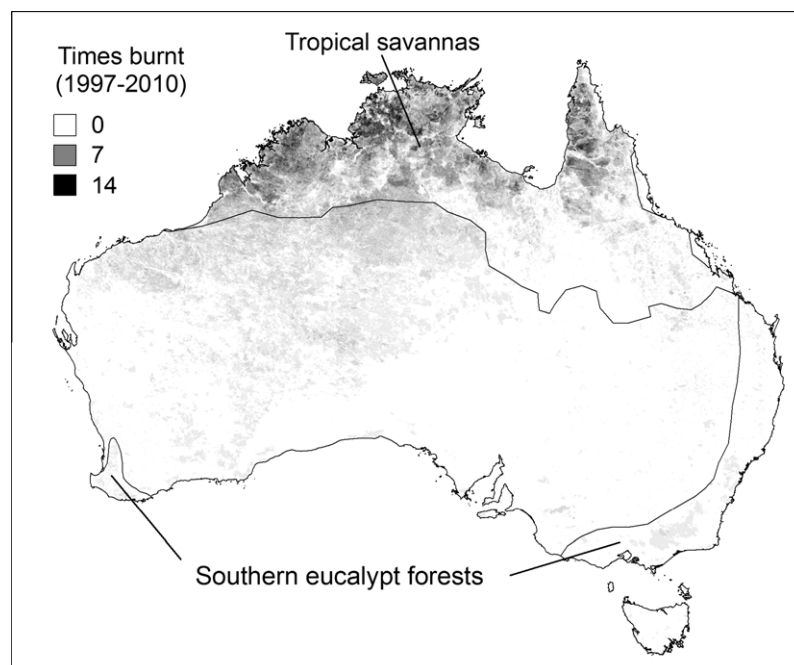 Tropical savannas
Times burnt
(1997-2010)
0
7
14
Southern eucalypt forests